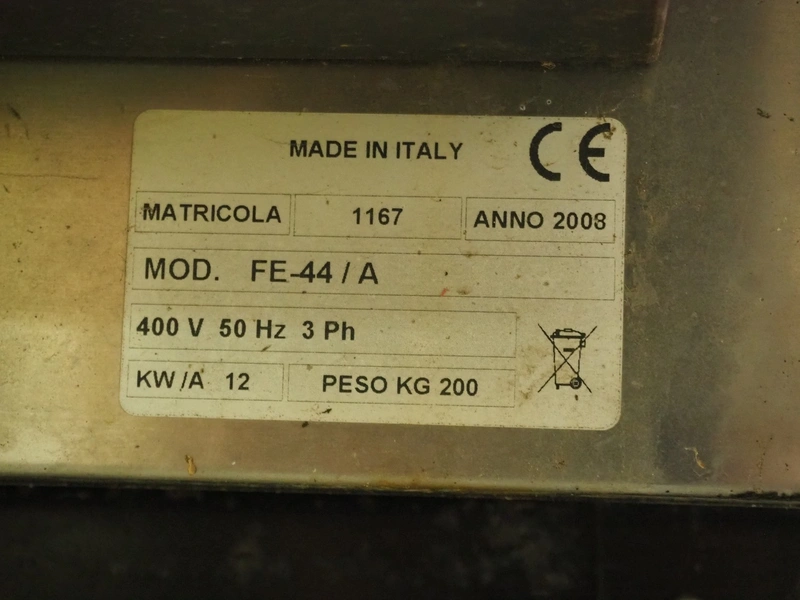 MADE IN ITALY CE
MATRICOLA 1167 ANNO 2008
MOD. FE-44 / A
400 V 50 Hz 3 Ph
KW /A 12 PESO KG 200